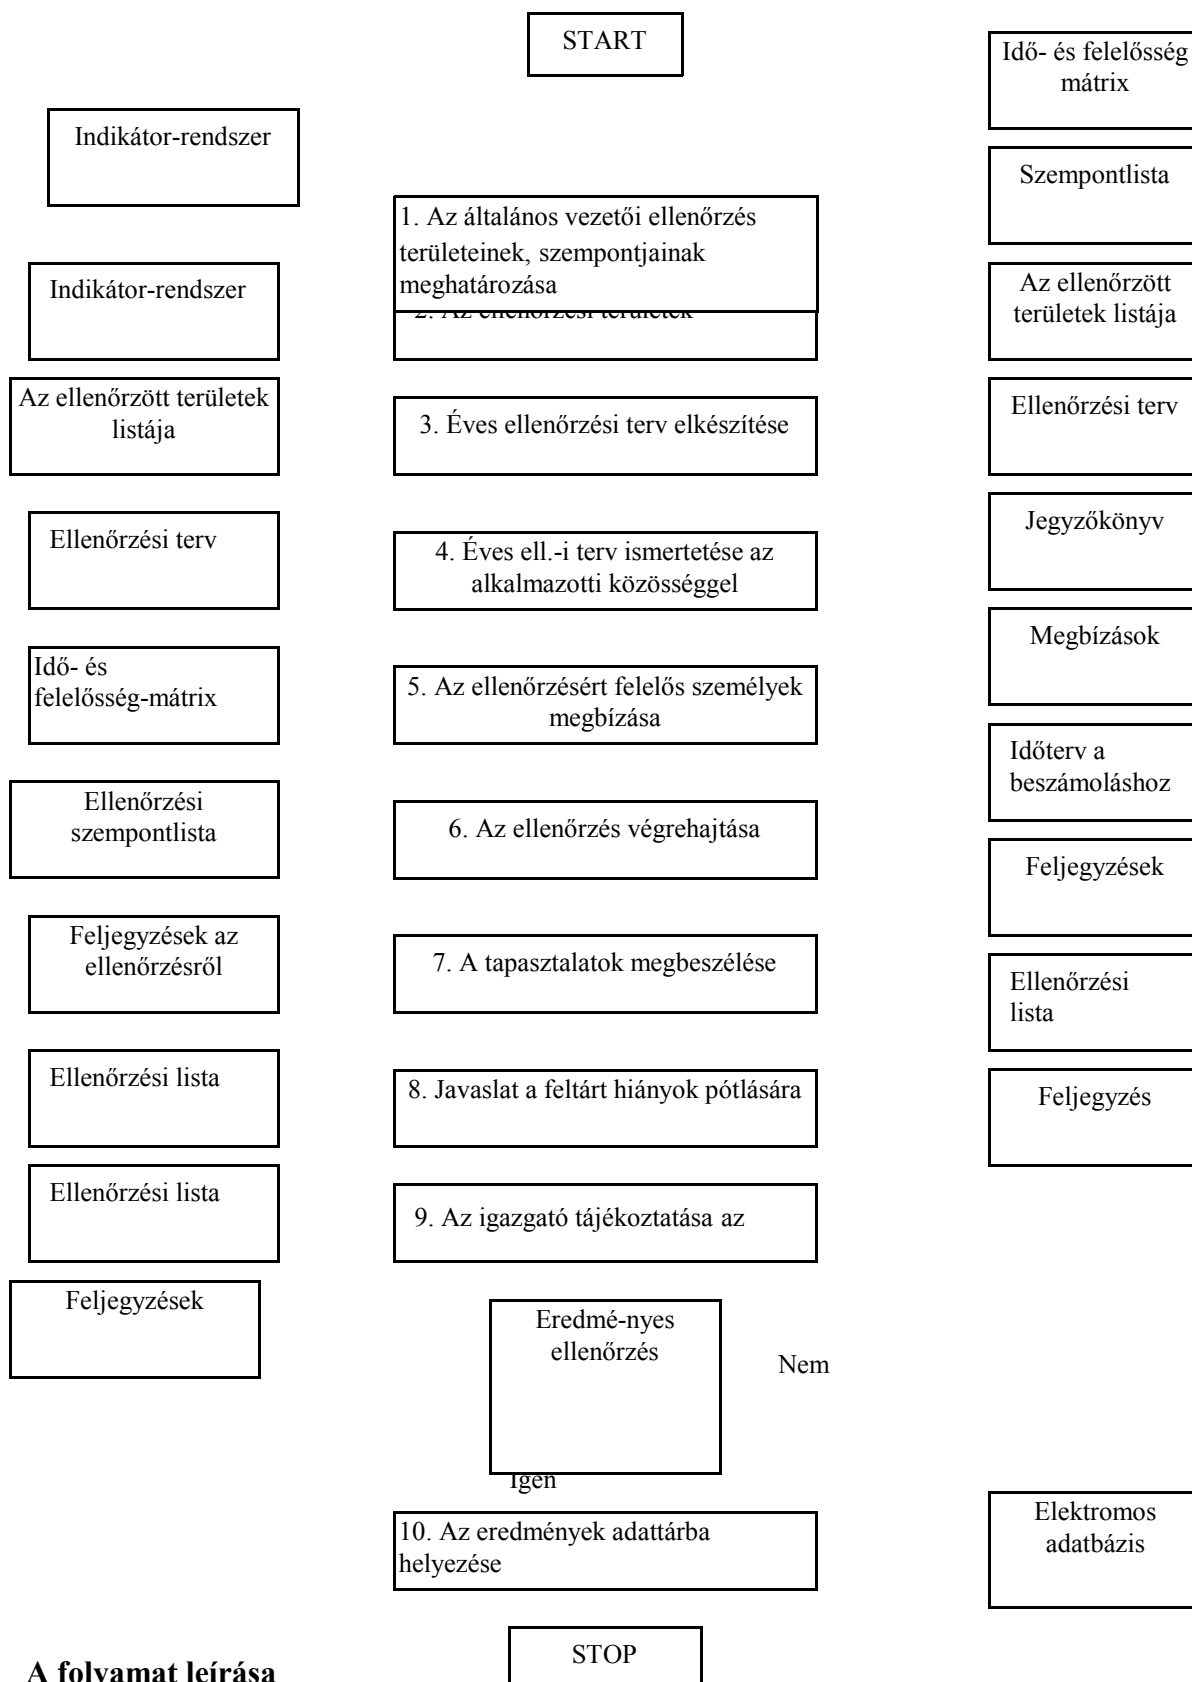 START
Idő- és felelősség
mátrix
Indikátor-rendszer
Szempontlista
1. Az általános vezetői ellenőrzés
területeinek, szempontjainak
meghatározása
Indikátor-rendszer
2. Az ellenőrzési területek
Az ellenőrzött
területek listája
Az ellenőrzött területek
listája
3. Éves ellenőrzési terv elkészítése
Ellenőrzési terv
Ellenőrzési terv
4. Éves ell.-i terv ismertetése az
alkalmazotti közösséggel
Jegyzőkönyv
Idő- és
felelősség-mátrix
5. Az ellenőrzésért felelős személyek
megbízása
Megbízások
Ellenőrzési
szempontlista
6. Az ellenőrzés végrehajtása
Időterv a
beszámoláshoz
Feljegyzések az
ellenőrzésről
7. A tapasztalatok megbeszélése
Feljegyzések
Ellenőrzési lista
8. Javaslat a feltárt hiányok pótlására
Ellenőrzési
lista
Ellenőrzési lista
9. Az igazgató tájékoztatása az
Feljegyzés
Feljegyzések
Eredmé-nyes
ellenőrzés
Nem
Igen
10. Az eredmények adattárba
helyezése
Elektromos
adatbázis
STOP
A folyamat leírása